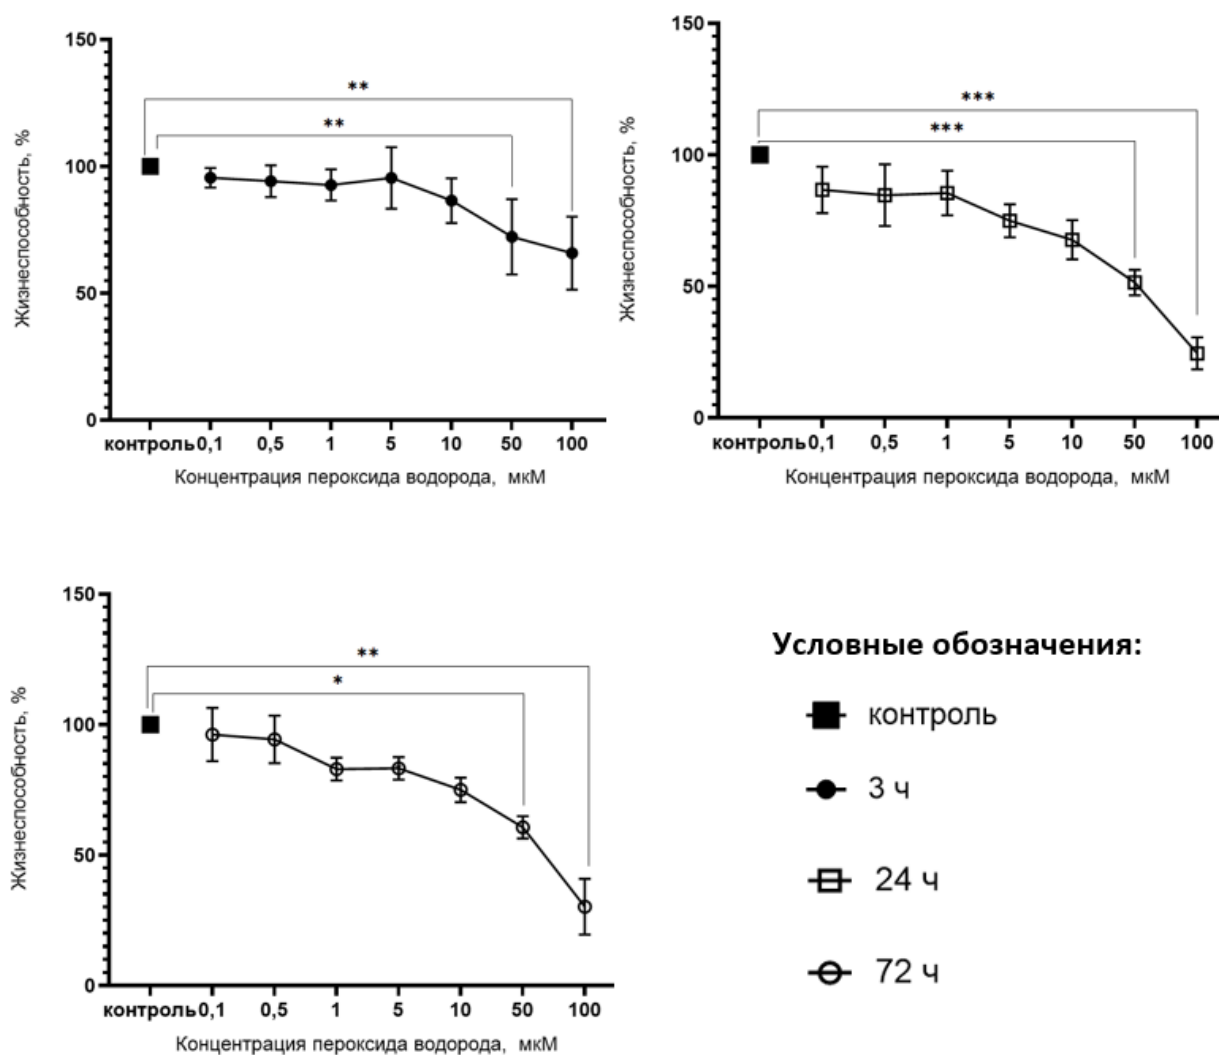 150
100
50
0
Жизнеспособность, %
**
**
контроль 0,1 0,5 1 5 10 50 100
Концентрация пероксида водорода, мкМ
150
100
50
0
Жизнеспособность, %
***
***
контроль 0,1 0,5 1 5 10 50 100
Концентрация пероксида водорода, мкМ
150
100
50
0
Жизнеспособность, %
**
*
контроль 0,1 0,5 1 5 10 50 100
Концентрация пероксида водорода, мкМ
Условные обозначения:
контроль
3 ч
24 ч
72 ч